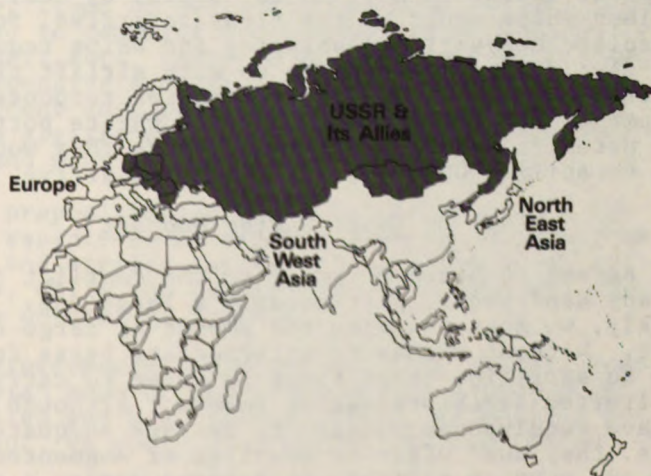 USSR &
Its Allies
Europe
South
West
Asia
North
East
Asia